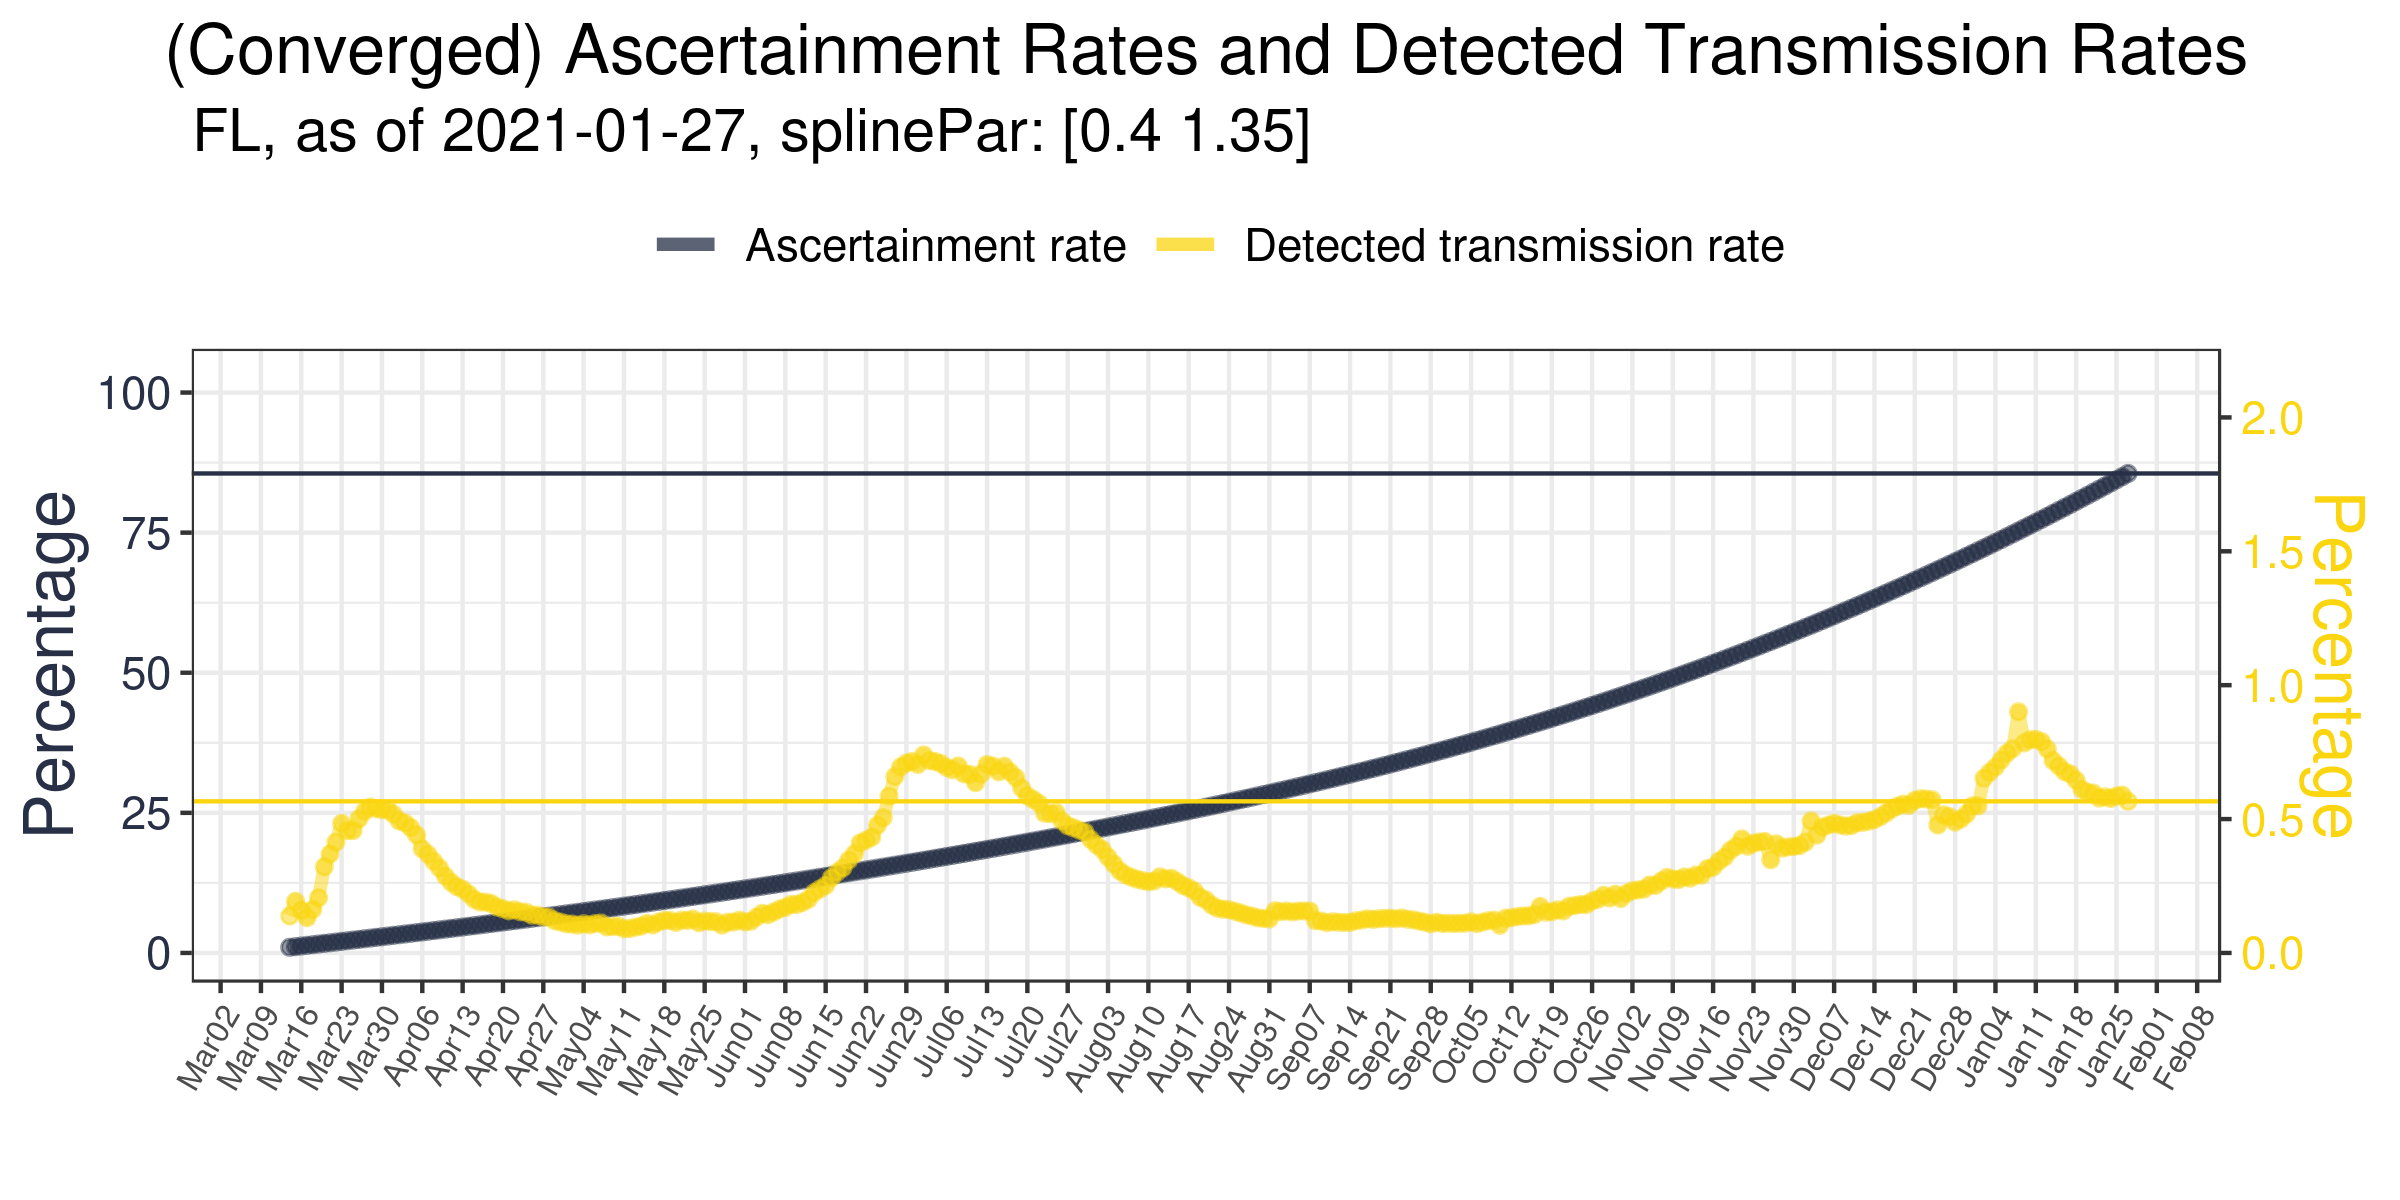 (Converged) Ascertainment Rates and Detected Transmission Rates
FL, as of 2021-01-27, splinePar: [0.4 1.35]
Ascertainment rate Detected transmission rate
Percentage
100
75
50
25
0
2.0
1.5
1.0
0.5
0.0
Percentage
Mar02 Mar09 Mar16 Mar23 Mar30 Apr06 Apr13 Apr20 Apr27 May04 May11 May18 May25 Jun01 Jun08 Jun15 Jun22 Jun29 Jul06 Jul13 Jul20 Jul27 Aug03 Aug10 Aug17 Aug24 Aug31 Sep07 Sep14 Sep21 Sep28 Oct05 Oct12 Oct19 Oct26 Nov02 Nov09 Nov16 Nov23 Nov30 Dec07 Dec14 Dec21 Dec28 Jan04 Jan11 Jan18 Jan25 Feb01 Feb08